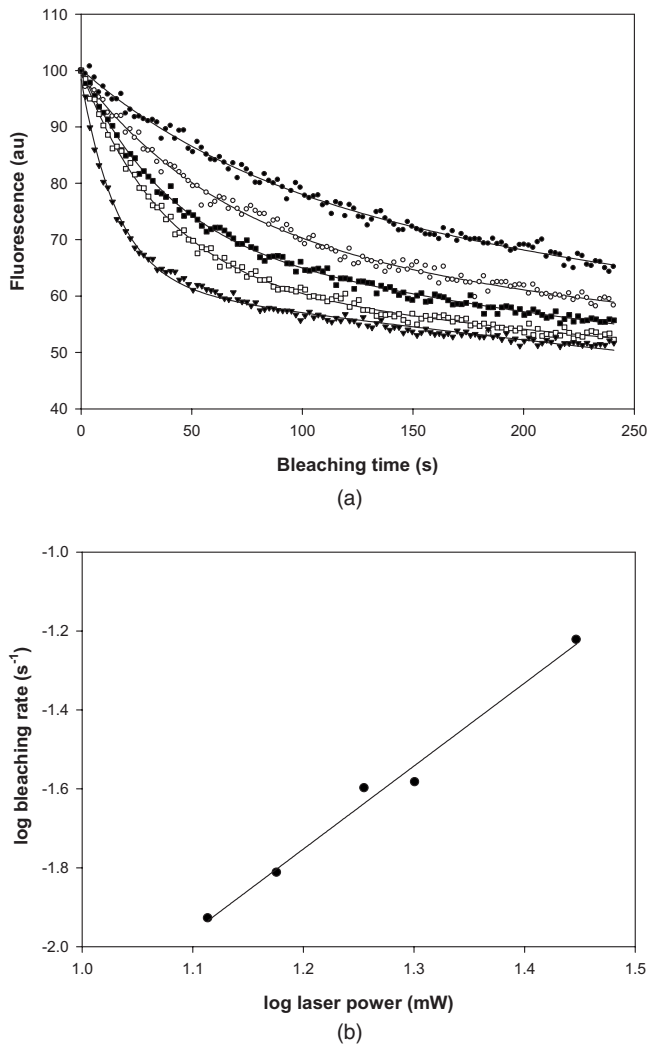 110
100
90
80
70
60
50
40
Fluorescence (au)
0 50 100 150 200 250
Bleaching time (s)
(a)
-1.0
-1.2
-1.4
-1.6
-1.8
-2.0
log bleaching rate (s⁻¹)
1.0 1.1 1.2 1.3 1.4 1.5
log laser power (mW)
(b)